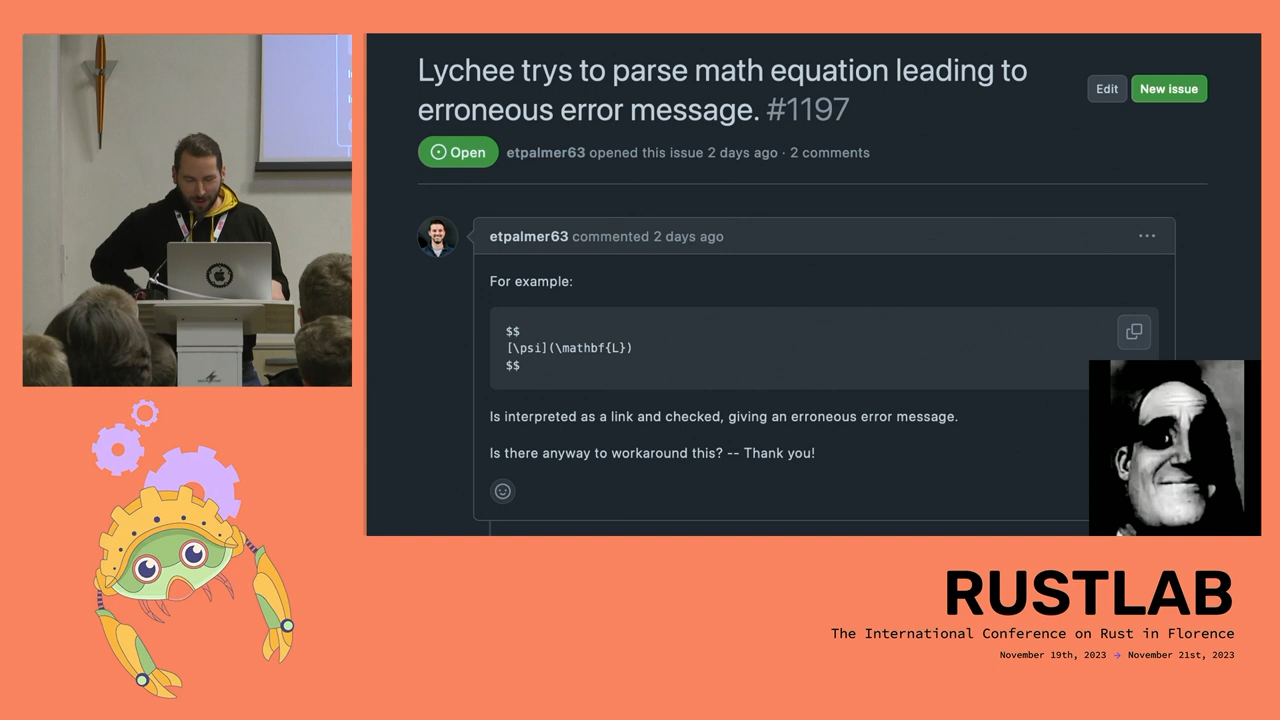 Lychee trys to parse math equation leading to
erroneous error message. #1197
Edit
New issue
Open
etpalmer63 opened this issue 2 days ago · 2 comments
etpalmer63 commented 2 days ago
For example:
$$
[\psi](\mathbf{L})
$$
Is interpreted as a link and checked, giving an erroneous error message.
Is there anyway to workaround this? -- Thank you!
RUSTLAB
The International Conference on Rust in Florence
November 19th, 2023 → November 21st, 2023